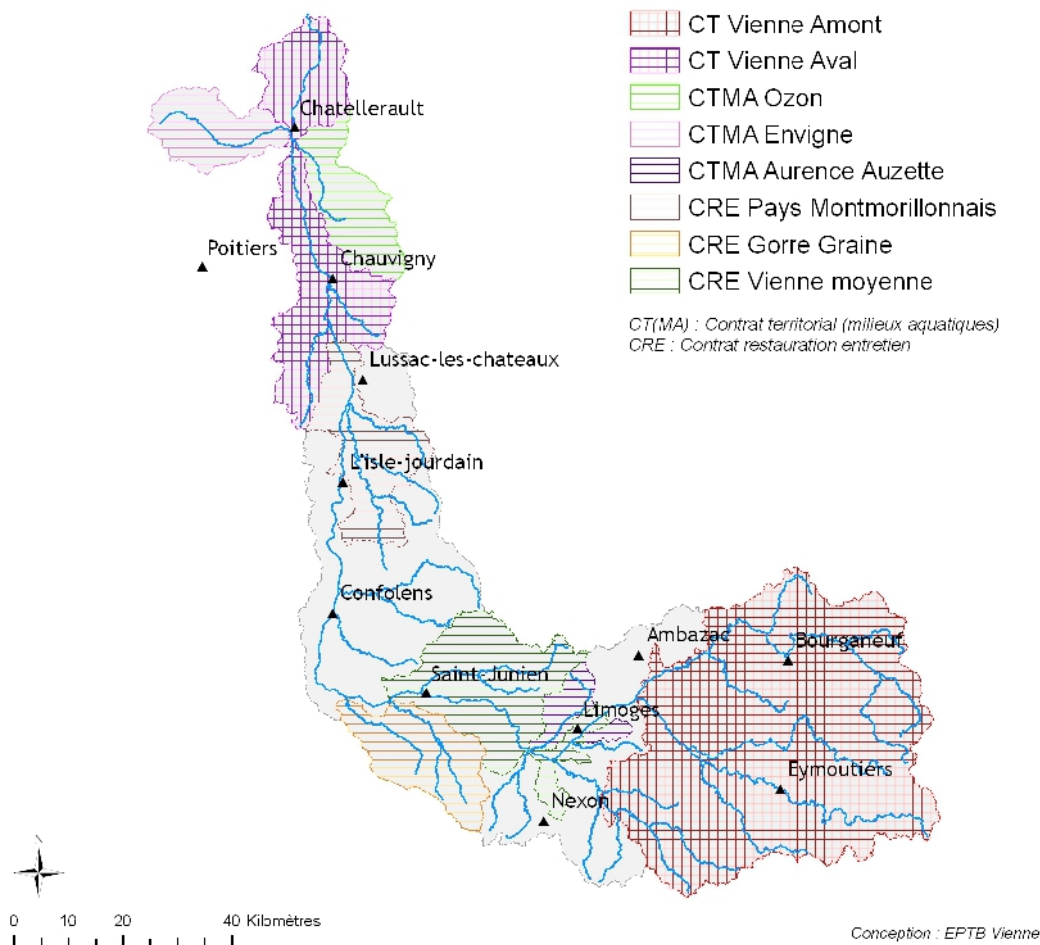 CT Vienne Amont
CT Vienne Aval
CTMA Ozon
CTMA Envigne
CTMA Aurence Auzette
CRE Pays Montmorillonnais
CRE Gorre Graine
CRE Vienne moyenne
CT(MA) : Contrat territorial (milieux aquatiques)
CRE : Contrat restauration entretien
Chatellerault
Poitiers
Chauvigny
Lussac-les-chateaux
L'isle-jourdain
Confolens
Ambazac
Bourganeuf
Saint-Junien
Limoges
Eymoutiers
Nexon
N
0 10 20 40 Kilomètres
Conception : EPTB Vienne